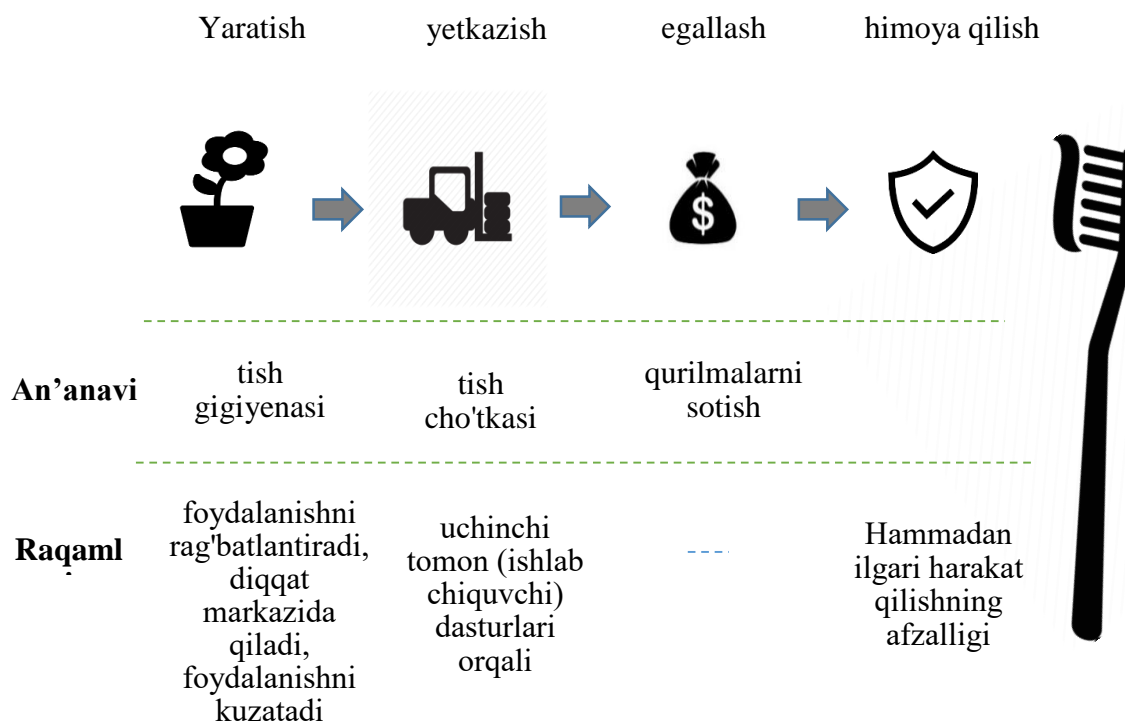 Yaratish yetkazish egallash himoya qilish
$
An’anavi
tish
gigiyenasi
tish
cho'tkasi
qurilmalarni
sotish
Raqaml
foydalanishni
rag'batlantiradi,
diqqat
markazida
qiladi,
foydalanishni
kuzatadi
uchinchi
tomon (ishlab
chiquvchi)
dasturlari
orqali
Hammadan
ilgari harakat
qilishning
afzalligi